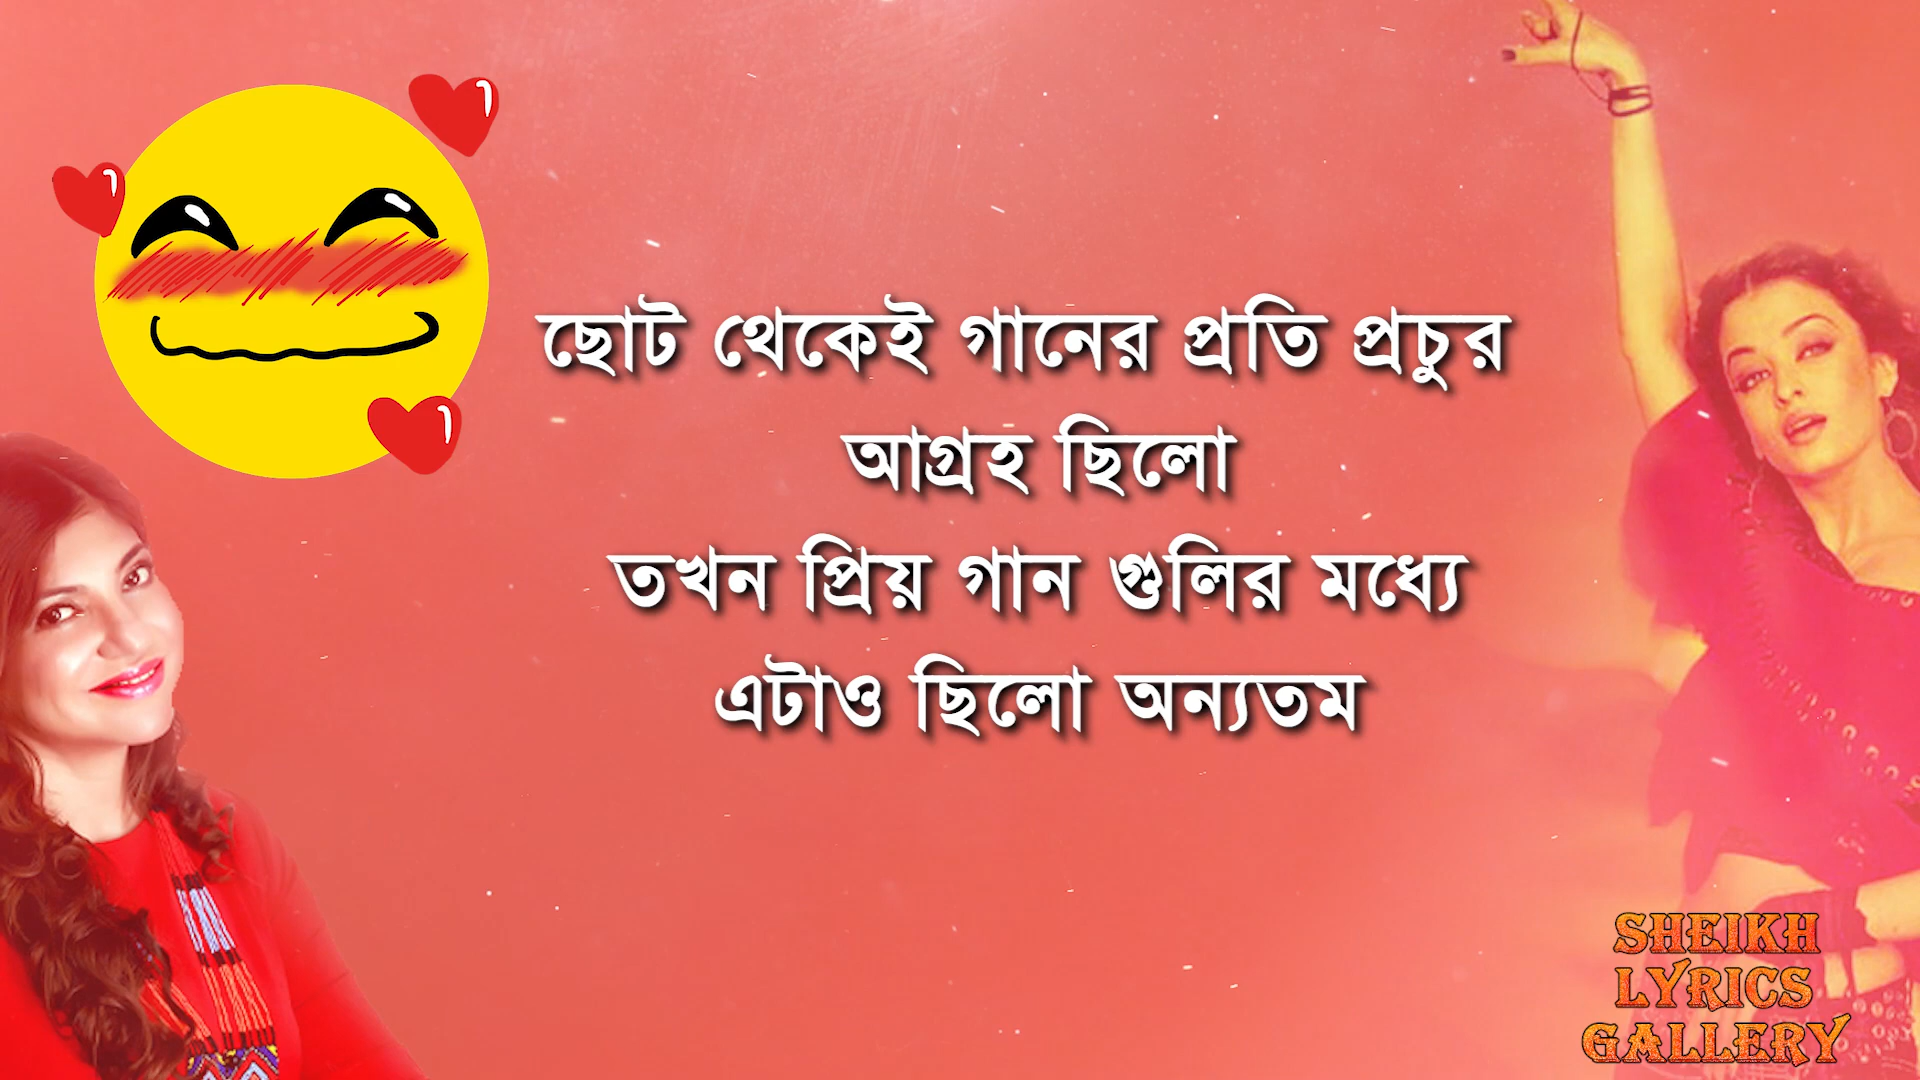 ছোট থেকেই গানের প্রতি প্রচুর
আগ্রহ ছিলো
তখন প্রিয় গান গুলির মধ্যে
এটাও ছিলো অন্যতম
SHEIKH
LYRICS
GALLERY